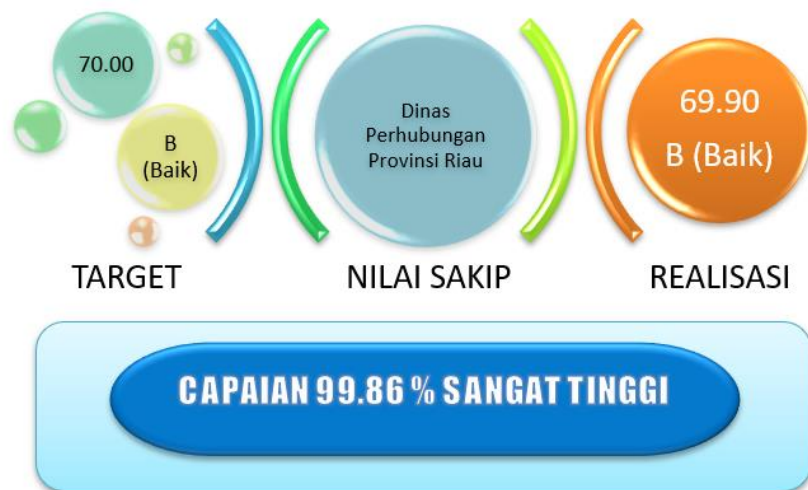 70.00
B
(Baik)
TARGET
Dinas
Perhubungan
Provinsi Riau
NILAI SAKIP
69.90
B (Baik)
REALISASI
CAPAIAN 99.86 % SANGAT TINGGI